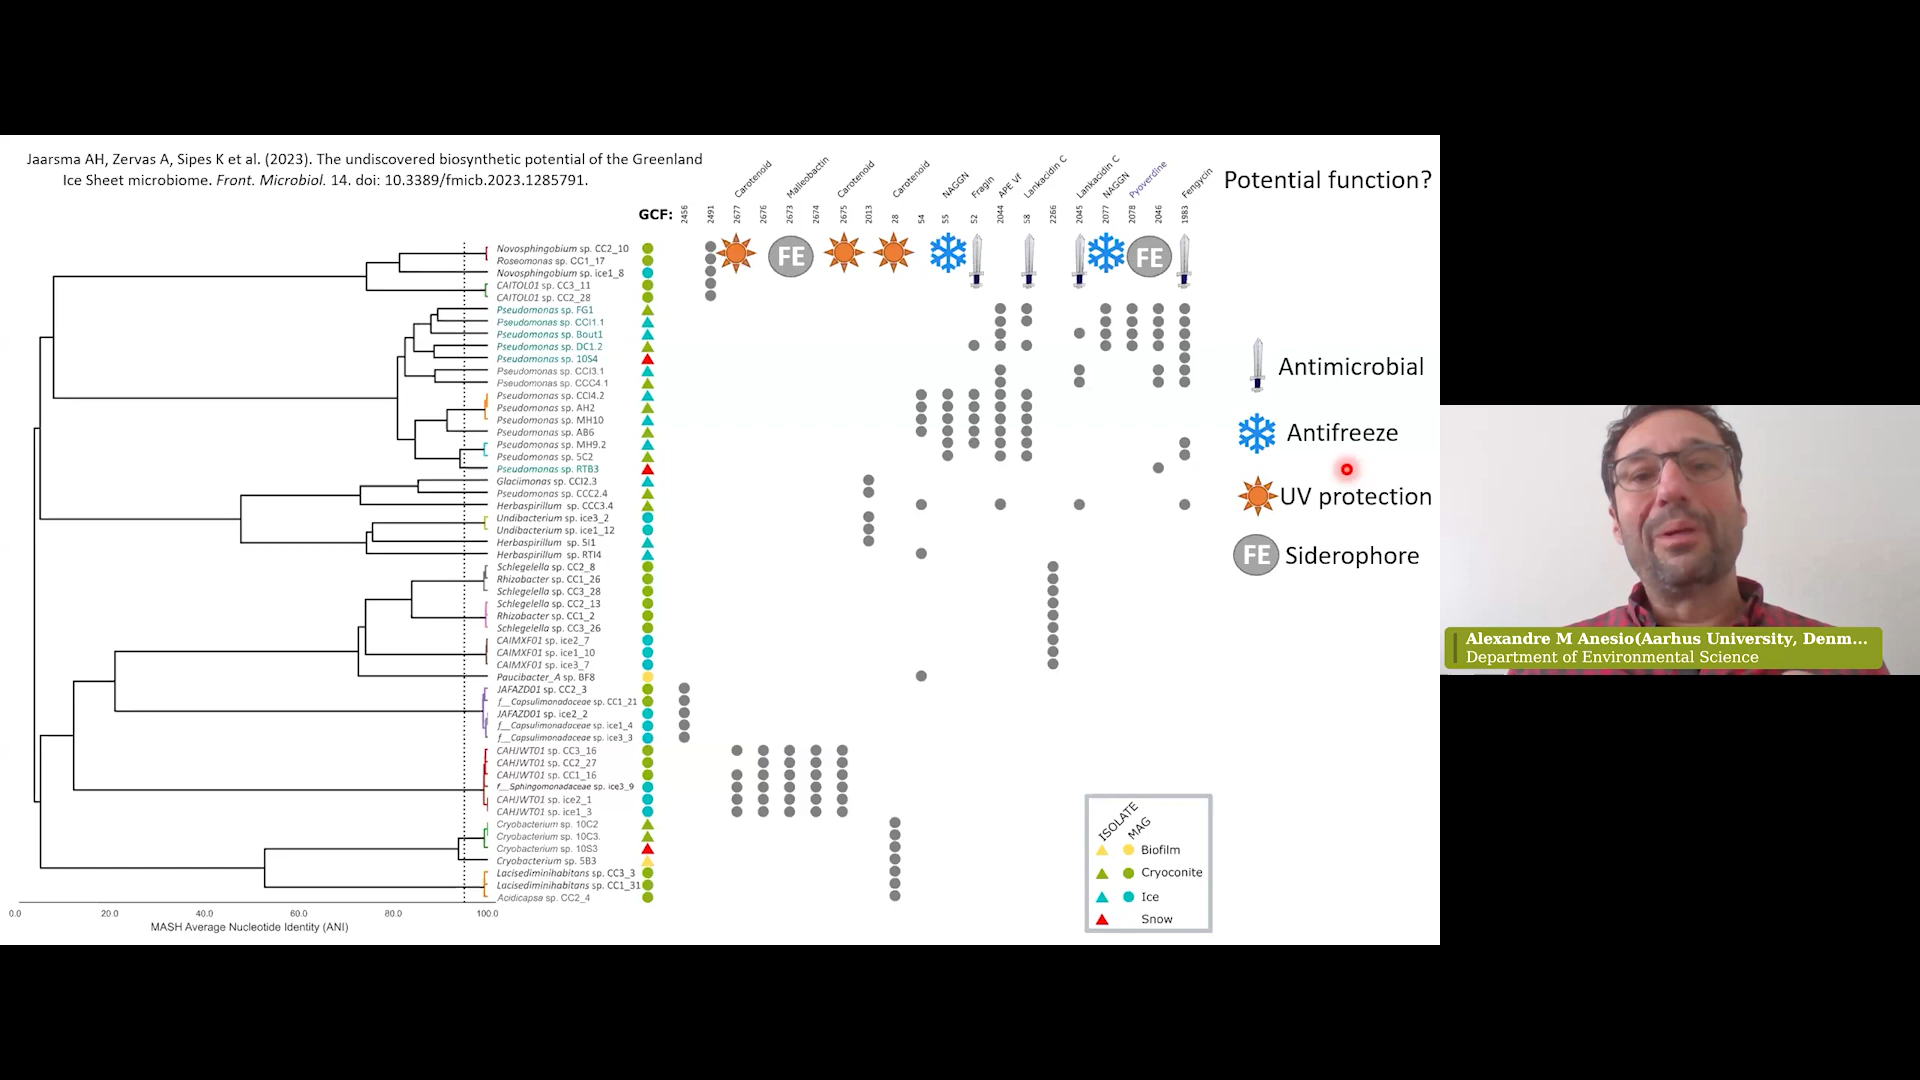 Jaarsma AH, Zervas A, Sipes K et al. (2023). The undiscovered biosynthetic potential of the Greenland
Ice Sheet microbiome. Front. Microbiol. 14. doi: 10.3389/fmicb.2023.1285791.
Carotenoid
Malleobactin
Carotenoid
Carotenoid
NAGGN
Fragin
APE Vf
Lankacidin C
Lankacidin C
NAGGN
Pyoverdine
Fengycin
Potential function?
GCF: 2456 2491 2677 2676 2673 2674 2675 2013 28 54 55 52 2044 58 2266 2045 2077 2078 2046 1983
FE
FE
Novosphingobium sp. CC2_10
Roseomonas sp. CC1_17
Novosphingobium sp. ice1_8
CAITOL01 sp. CC3_11
CAITOL01 sp. CC2_28
Pseudomonas sp. FG1
Pseudomonas sp. CCI1.1
Pseudomonas sp. Bout1
Pseudomonas sp. DC1.2
Pseudomonas sp. 10S4
Pseudomonas sp. CCI3.1
Pseudomonas sp. CCC4.1
Pseudomonas sp. CCI4.2
Pseudomonas sp. AH2
Pseudomonas sp. MH10
Pseudomonas sp. AB6
Pseudomonas sp. MH9.2
Pseudomonas sp. 5C2
Pseudomonas sp. RTB3
Glaciimonas sp. CCI2.3
Pseudomonas sp. CCC2.4
Herbaspirillum sp. CCC3.4
Undibacterium sp. ice3_2
Undibacterium sp. ice1_12
Herbaspirillum sp. 5I1
Herbaspirillum sp. RTI4
Schlegelella sp. CC2_8
Rhizobacter sp. CC1_26
Schlegelella sp. CC3_28
Schlegelella sp. CC2_13
Rhizobacter sp. CC1_2
Schlegelella sp. CC3_26
CAIMXF01 sp. ice2_7
CAIMXF01 sp. ice1_10
CAIMXF01 sp. ice3_7
Paucibacter_A sp. BF8
JAFAZD01 sp. CC2_3
f__Capsulimonadaceae sp. CC1_21
JAFAZD01 sp. ice2_2
f__Capsulimonadaceae sp. ice1_4
f__Capsulimonadaceae sp. ice3_3
CAHJWT01 sp. CC3_16
CAHJWT01 sp. CC2_27
CAHJWT01 sp. CC1_16
f__Sphingomonadaceae sp. ice3_9
CAHJWT01 sp. ice2_1
CAHJWT01 sp. ice1_3
Cryobacterium sp. 10C2
Cryobacterium sp. 10C3.
Cryobacterium sp. 10S3
Cryobacterium sp. 5B3
Lacisediminihabitans sp. CC3_3
Lacisediminihabitans sp. CC1_31
Acidicapsa sp. CC2_4
0.0 20.0 40.0 60.0 80.0 100.0
MASH Average Nucleotide Identity (ANI)
Antimicrobial
Antifreeze
UV protection
FE Siderophore
ISOLATE
MAG
Biofilm
Cryoconite
Ice
Snow
Alexandre M Anesio(Aarhus University, Denm...
Department of Environmental Science